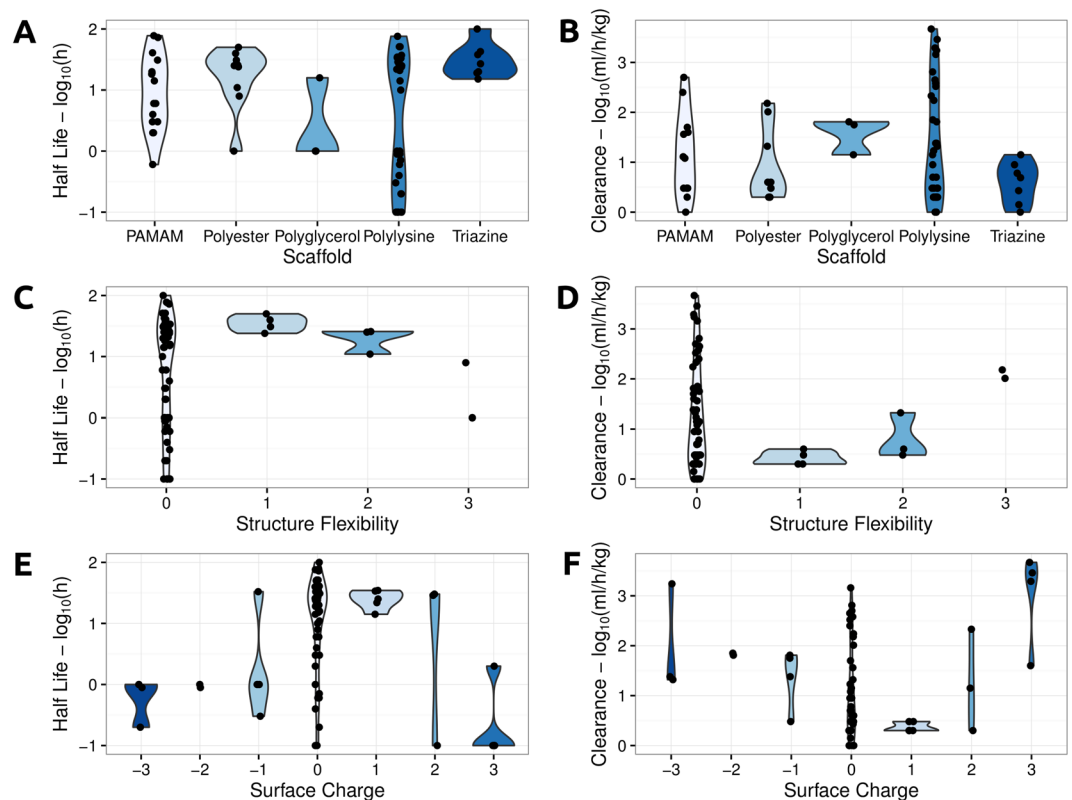 A
Half Life − log10(h)
2
1
0
−1
PAMAM Polyester Polyglycerol Polylysine Triazine
Scaffold
B
Clearance − log10(ml/h/kg)
3
2
1
0
PAMAM Polyester Polyglycerol Polylysine Triazine
Scaffold
C
Half Life − log10(h)
2
1
0
−1
0 1 2 3
Structure Flexibility
D
Clearance − log10(ml/h/kg)
3
2
1
0
0 1 2 3
Structure Flexibility
E
Half Life − log10(h)
2
1
0
−1
−3 −2 −1 0 1 2 3
Surface Charge
F
Clearance − log10(ml/h/kg)
3
2
1
0
−3 −2 −1 0 1 2 3
Surface Charge